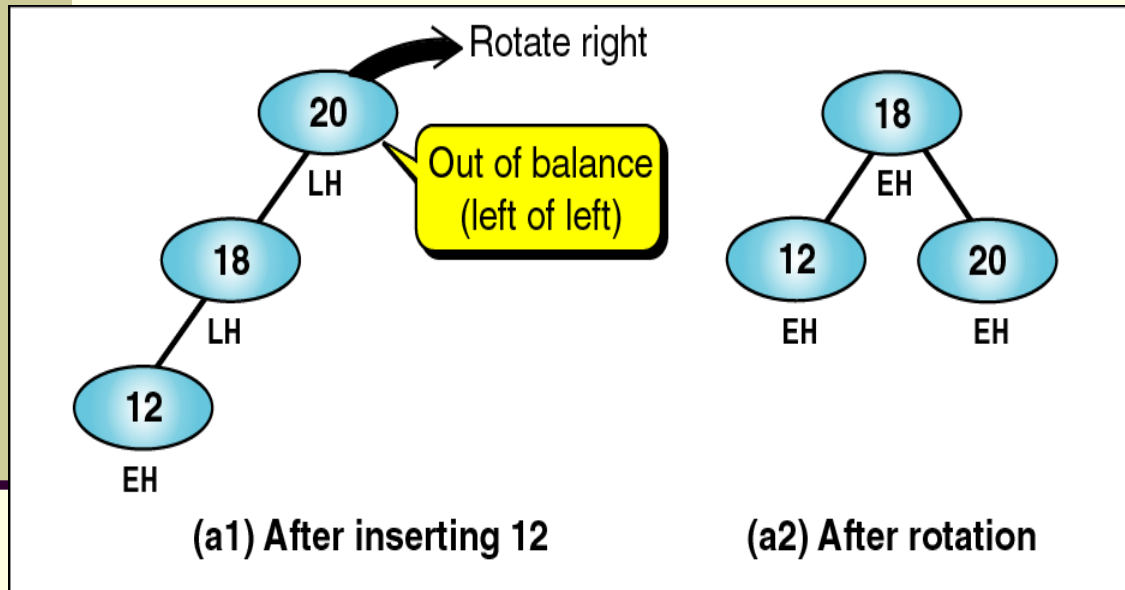 Rotate right
20
18
Out of balance
(left of left)
LH
EH
18
12
20
LH
EH
EH
12
EH
(a1) After inserting 12
(a2) After rotation